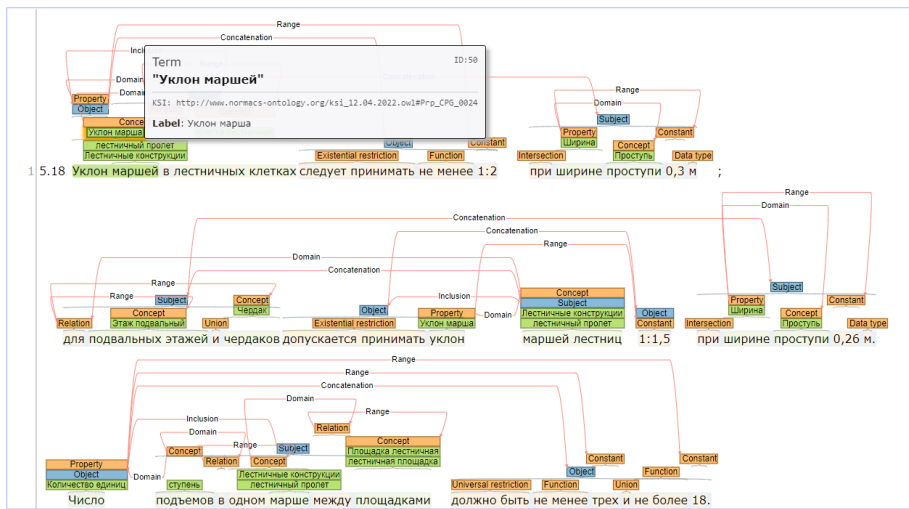 Range
Concatenation
Inclu
Term ID:50
"Уклон маршей"
Domain
Range
Domain
Property Domai
KSI: http://www.normacs-ontology.org/ksi_12.04.2022.owl#Prp_CPG_0024
Object
Subject
Conce
Label: Уклон марша
Уклон марша
Property Constant
лестничный пролет Object Constant Ширина Concept
Лестничные конструкции Existential restriction Function Intersection Проступь Data type
1 5.18 Уклон маршей в лестничных клетках следует принимать не менее 1:2 при ширине проступи 0,3 м ;
Range
Domain
Concatenation
Concatenation
Range
Domain
Concatenation
Range
Subject
Range Subject Concept Inclusion Concept Property Constant
Concept Чердак Object Property Domain Subject Ширина Concept
Relation Этаж подвальный Union Existential restriction Уклон марша Лестничные конструкции Object Проступь
лестничный пролет Constant Intersection Data type
для подвальных этажей и чердаков допускается принимать уклон маршей лестниц 1:1,5 при ширине проступи 0,26 м.
Range
Range
Concatenation
Domain
Range
Inclusion
Relation
Domain
Concept
Range Subject Площадка лестничная
Concept Relation Concept лестничная площадка Constant Constant
Property
Object Domain Лестничные конструкции Object Function
Количество единиц ступень лестничный пролет Universal restriction Function Union
Число подъемов в одном марше между площадками должно быть не менее трех и не более 18.